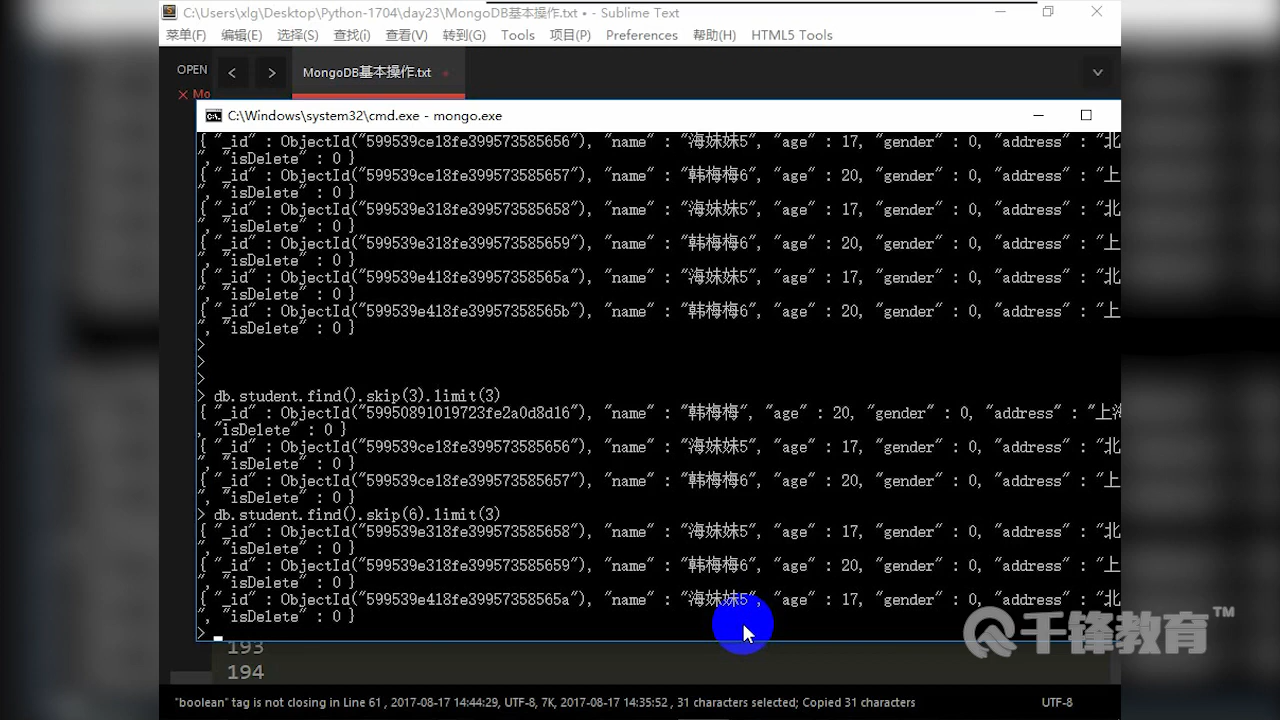 C:\Users\xlg\Desktop\Python-1704\day23\MongoDB基本操作.txt • - Sublime Text
菜单(F) 编辑(E) 选择(S) 查找(i) 查看(V) 转到(G) Tools 项目(P) Preferences 帮助(H) HTML5 Tools
OPEN < > MongoDB基本操作.txt
× Mo
C:\Windows\system32\cmd.exe - mongo.exe
{ "_id" : ObjectId("599539ce18fe399573585656"), "name" : "海妹妹5", "age" : 17, "gender" : 0, "address" : "北
", "isDelete" : 0 }
{ "_id" : ObjectId("599539ce18fe399573585657"), "name" : "韩梅梅6", "age" : 20, "gender" : 0, "address" : "上
", "isDelete" : 0 }
{ "_id" : ObjectId("599539e318fe399573585658"), "name" : "海妹妹5", "age" : 17, "gender" : 0, "address" : "北
", "isDelete" : 0 }
{ "_id" : ObjectId("599539e318fe399573585659"), "name" : "韩梅梅6", "age" : 20, "gender" : 0, "address" : "上
", "isDelete" : 0 }
{ "_id" : ObjectId("599539e418fe39957358565a"), "name" : "海妹妹5", "age" : 17, "gender" : 0, "address" : "北
", "isDelete" : 0 }
{ "_id" : ObjectId("599539e418fe39957358565b"), "name" : "韩梅梅6", "age" : 20, "gender" : 0, "address" : "上
", "isDelete" : 0 }
>
>
>
> db.student.find().skip(3).limit(3)
{ "_id" : ObjectId("59950891019723fe2a0d8d16"), "name" : "韩梅梅", "age" : 20, "gender" : 0, "address" : "上海
, "isDelete" : 0 }
{ "_id" : ObjectId("599539ce18fe399573585656"), "name" : "海妹妹5", "age" : 17, "gender" : 0, "address" : "北
", "isDelete" : 0 }
{ "_id" : ObjectId("599539ce18fe399573585657"), "name" : "韩梅梅6", "age" : 20, "gender" : 0, "address" : "上
", "isDelete" : 0 }
> db.student.find().skip(6).limit(3)
{ "_id" : ObjectId("599539e318fe399573585658"), "name" : "海妹妹5", "age" : 17, "gender" : 0, "address" : "北
", "isDelete" : 0 }
{ "_id" : ObjectId("599539e318fe399573585659"), "name" : "韩梅梅6", "age" : 20, "gender" : 0, "address" : "上
", "isDelete" : 0 }
{ "_id" : ObjectId("599539e418fe39957358565a"), "name" : "海妹妹5", "age" : 17, "gender" : 0, "address" : "北
", "isDelete" : 0 }
>
千锋教育™
193
194
"boolean" tag is not closing in Line 61 , 2017-08-17 14:44:29, UTF-8, 7K, 2017-08-17 14:35:52 , 31 characters selected; Copied 31 characters UTF-8